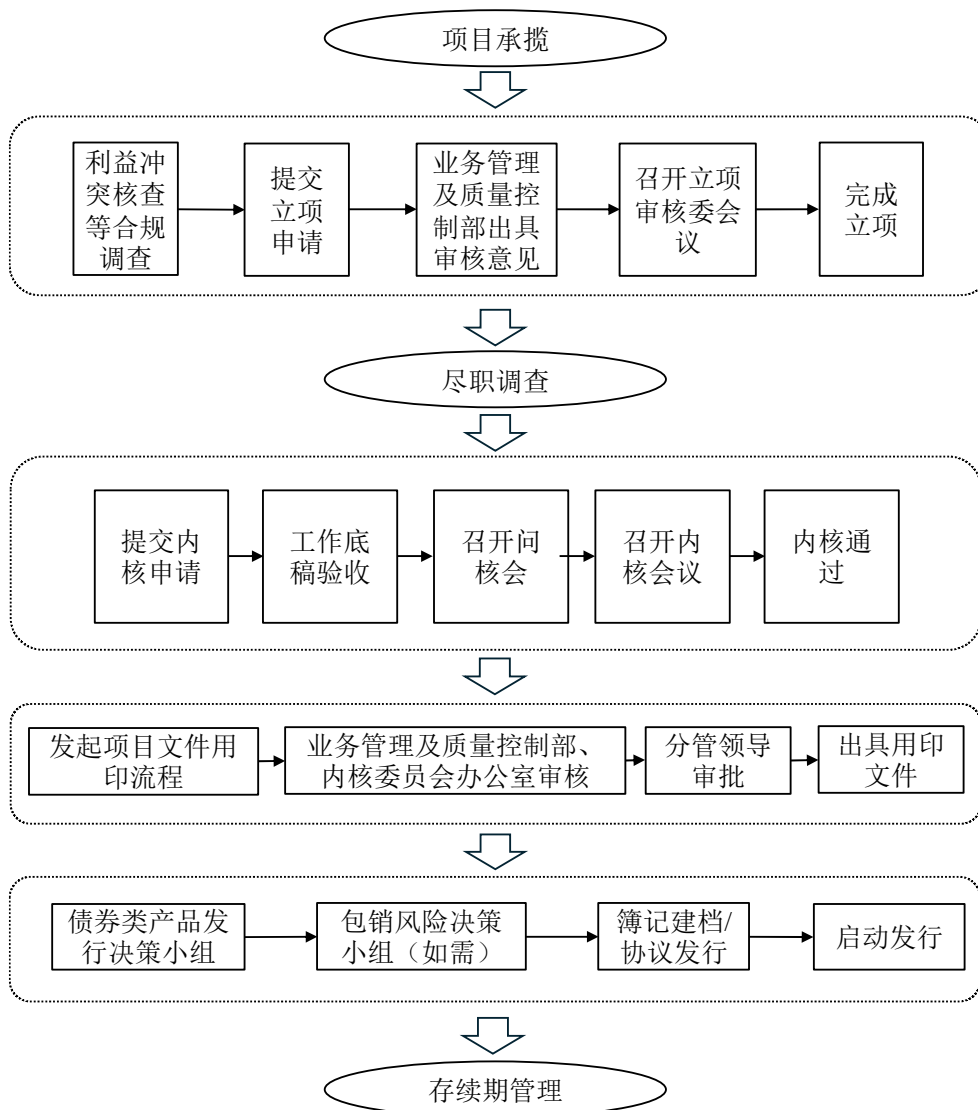 项目承揽
利益冲
突核查
等合规
调查
提交
立项
申请
业务管理
及质量控
制部出具
审核意见
召开立项
审核委会
议
完成
立项
尽职调查
提交内
核申请
工作底
稿验收
召开问
核会
召开内
核会议
内核通
过
发起项目文件用
印流程
业务管理及质量控制部、
内核委员会办公室审核
分管领导
审批
出具用印
文件
债券类产品发
行决策小组
包销风险决策
小组（如需）
簿记建档/
协议发行
启动发行
存续期管理